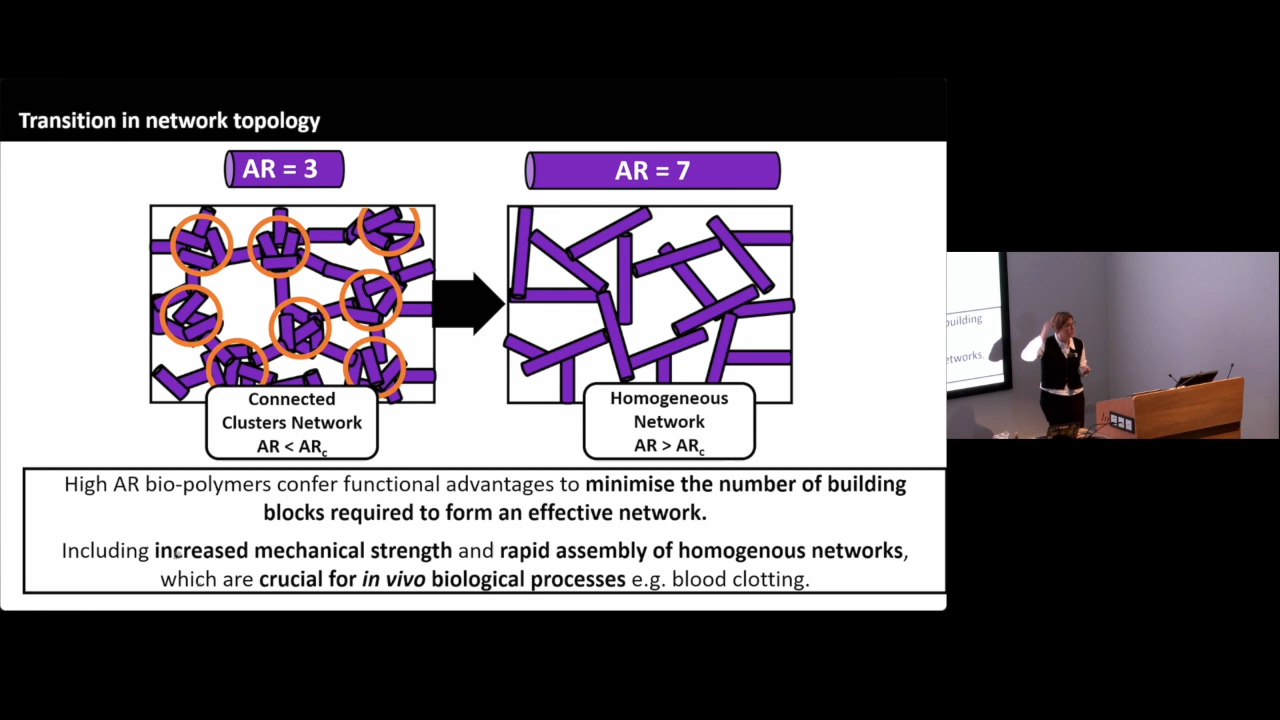 Transition in network topology
AR = 3
AR = 7
Connected
Clusters Network
AR < ARc
Homogeneous
Network
AR > ARc
High AR bio-polymers confer functional advantages to minimise the number of building
blocks required to form an effective network.
Including increased mechanical strength and rapid assembly of homogenous networks,
which are crucial for in vivo biological processes e.g. blood clotting.
building
etworks.